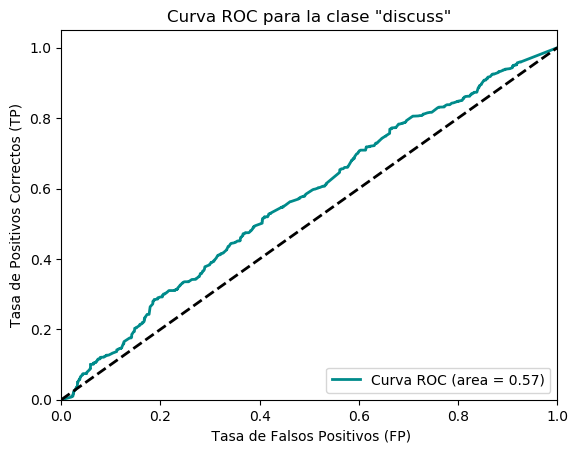 Curva ROC para la clase "discuss"
1.0
0.8
0.6
0.4
0.2
0.0
Tasa de Positivos Correctos (TP)
Curva ROC (area = 0.57)
0.0 0.2 0.4 0.6 0.8 1.0
Tasa de Falsos Positivos (FP)